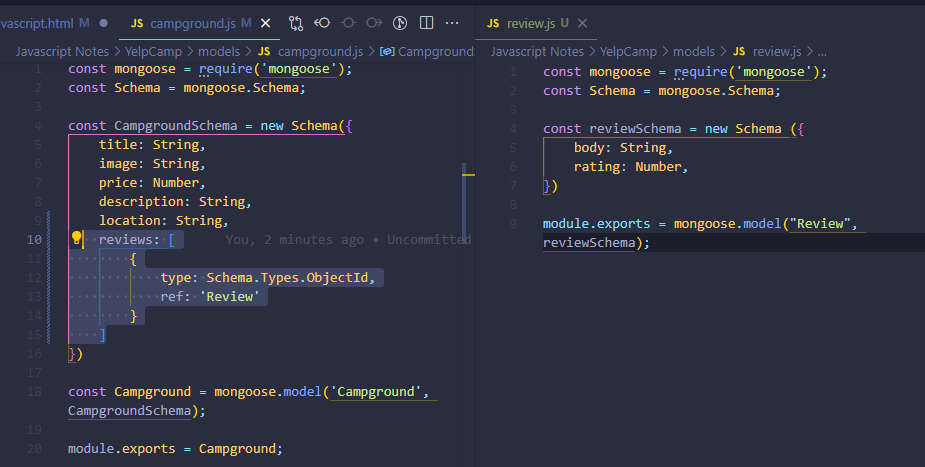 vascript.html M
JS campground.js M
JS review.js U
Javascript Notes > YelpCamp > models > JS campground.js > Campground
Javascript Notes > YelpCamp > models > JS review.js > ...
1 const mongoose = require('mongoose');
2 const Schema = mongoose.Schema;
3
4 const CampgroundSchema = new Schema({
5 title: String,
6 image: String,
7 price: Number,
8 description: String,
9 location: String,
10 reviews: [ You, 2 minutes ago • Uncommitted
11 {
12 type: Schema.Types.ObjectId,
13 ref: 'Review'
14 }
15 ]
16 })
17
18 const Campground = mongoose.model('Campground',
CampgroundSchema);
19
20 module.exports = Campground;
1 const mongoose = require('mongoose');
2 const Schema = mongoose.Schema;
3
4 const reviewSchema = new Schema ({
5 body: String,
6 rating: Number,
7 })
8
9 module.exports = mongoose.model("Review",
reviewSchema);